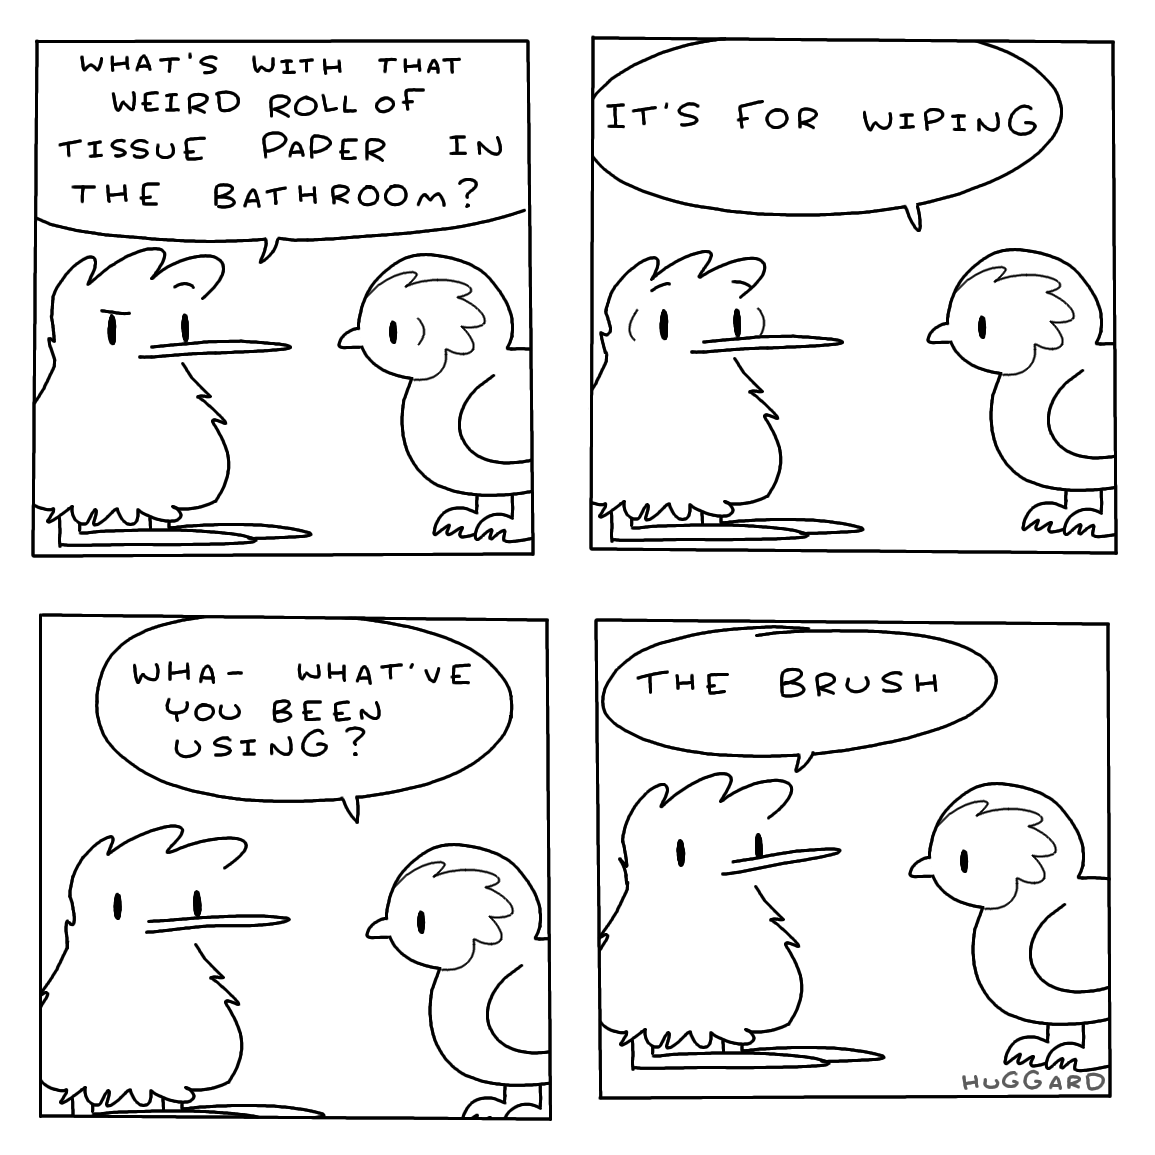 WHAT'S WITH THAT
WEIRD ROLL OF
TISSUE PAPER IN
THE BATHROOM?
IT'S FOR WIPING
WHA- WHAT'VE
YOU BEEN
USING?
THE BRUSH
HUGGARD